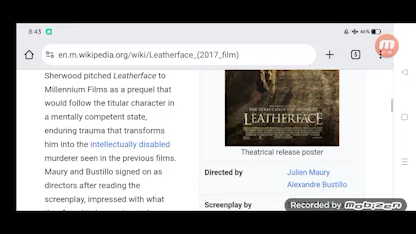 8:43
46%
en.m.wikipedia.org/wiki/Leatherface_(2017_film)
5
Sherwood pitched Leatherface to
Millennium Films as a prequel that
would follow the titular character in
a mentally competent state,
enduring trauma that transforms
him into the intellectually disabled
murderer seen in the previous films.
Maury and Bustillo signed on as
directors after reading the
screenplay, impressed with what
LEATHERFACE
Theatrical release poster
Directed by
Julien Maury
Alexandre Bustillo
Screenplay by
Recorded by mobizen